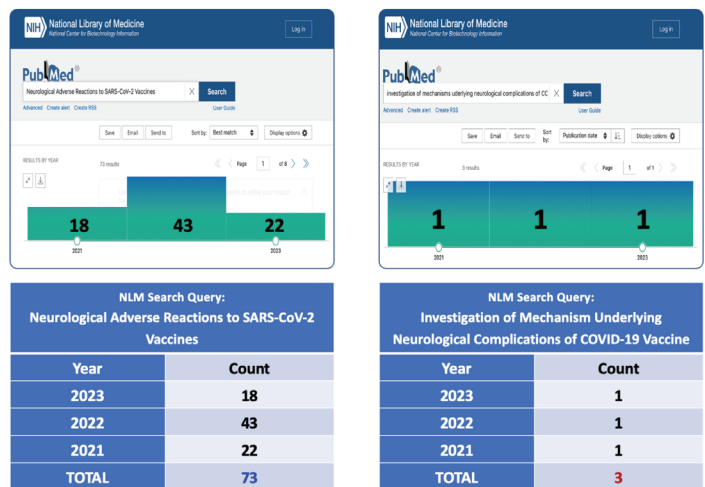 NIH National Library of Medicine
National Center for Biotechnology Information
Log in
PubMed®
Neurological Adverse Reactions to SARS-CoV-2 Vaccines X Search
Advanced Create alert Create RSS User Guide
Save Email Send to Sort by: Best match Display options
RESULTS BY YEAR
73 results
Page 1 of 8
18 43 22
2021 2023
NLM Search Query:
Neurological Adverse Reactions to SARS-CoV-2
Vaccines
Year Count
2023 18
2022 43
2021 22
TOTAL 73
NIH National Library of Medicine
National Center for Biotechnology Information
Log in
PubMed®
investigation of mechanisms uderlying neurological complications of CC X Search
Advanced Create alert Create RSS User Guide
Save Email Send to Sort by: Publication date Display options
RESULTS BY YEAR
3 results
Page 1 of 1
1 1 1
2021 2023
NLM Search Query:
Investigation of Mechanism Underlying
Neurological Complications of COVID-19 Vaccine
Year Count
2023 1
2022 1
2021 1
TOTAL 3